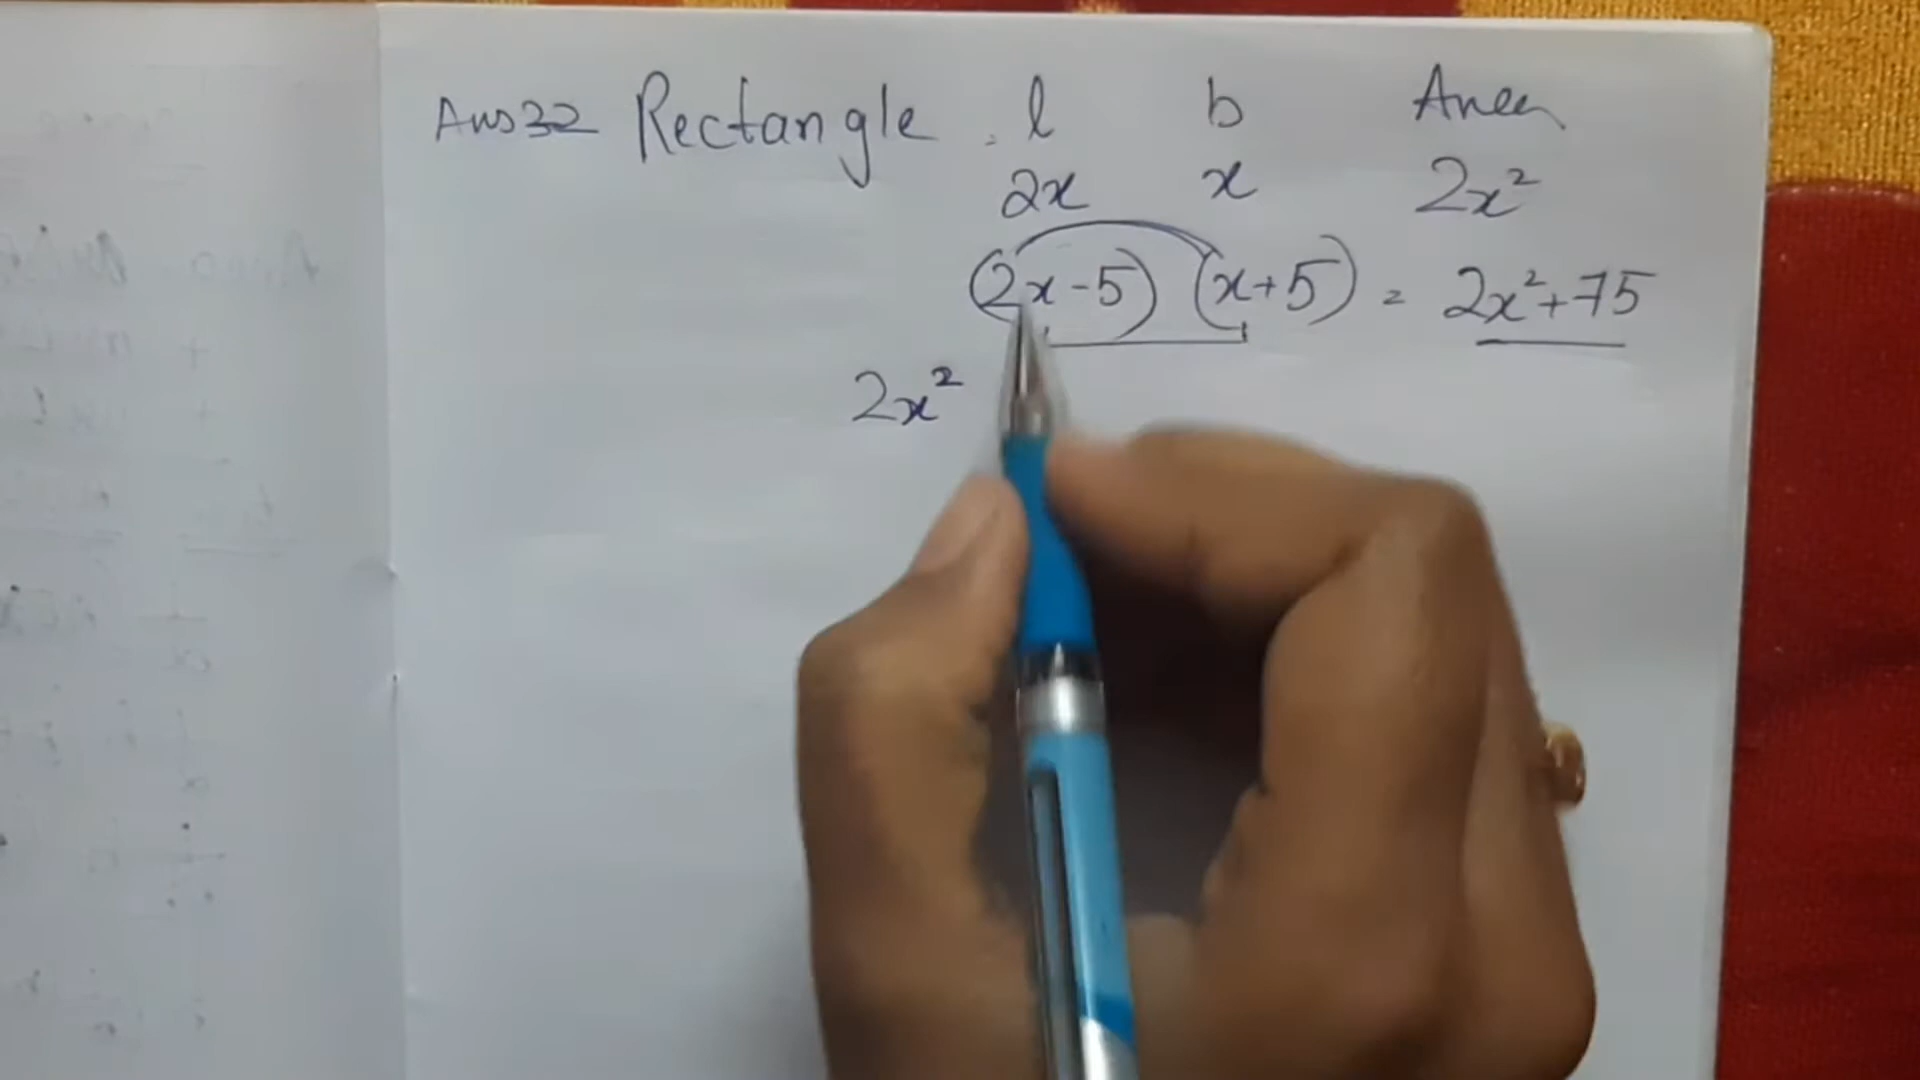 Ans32 Rectangle. l b Area
2x x 2x²
(2x-5) (x+5) = 2x²+75
2x²